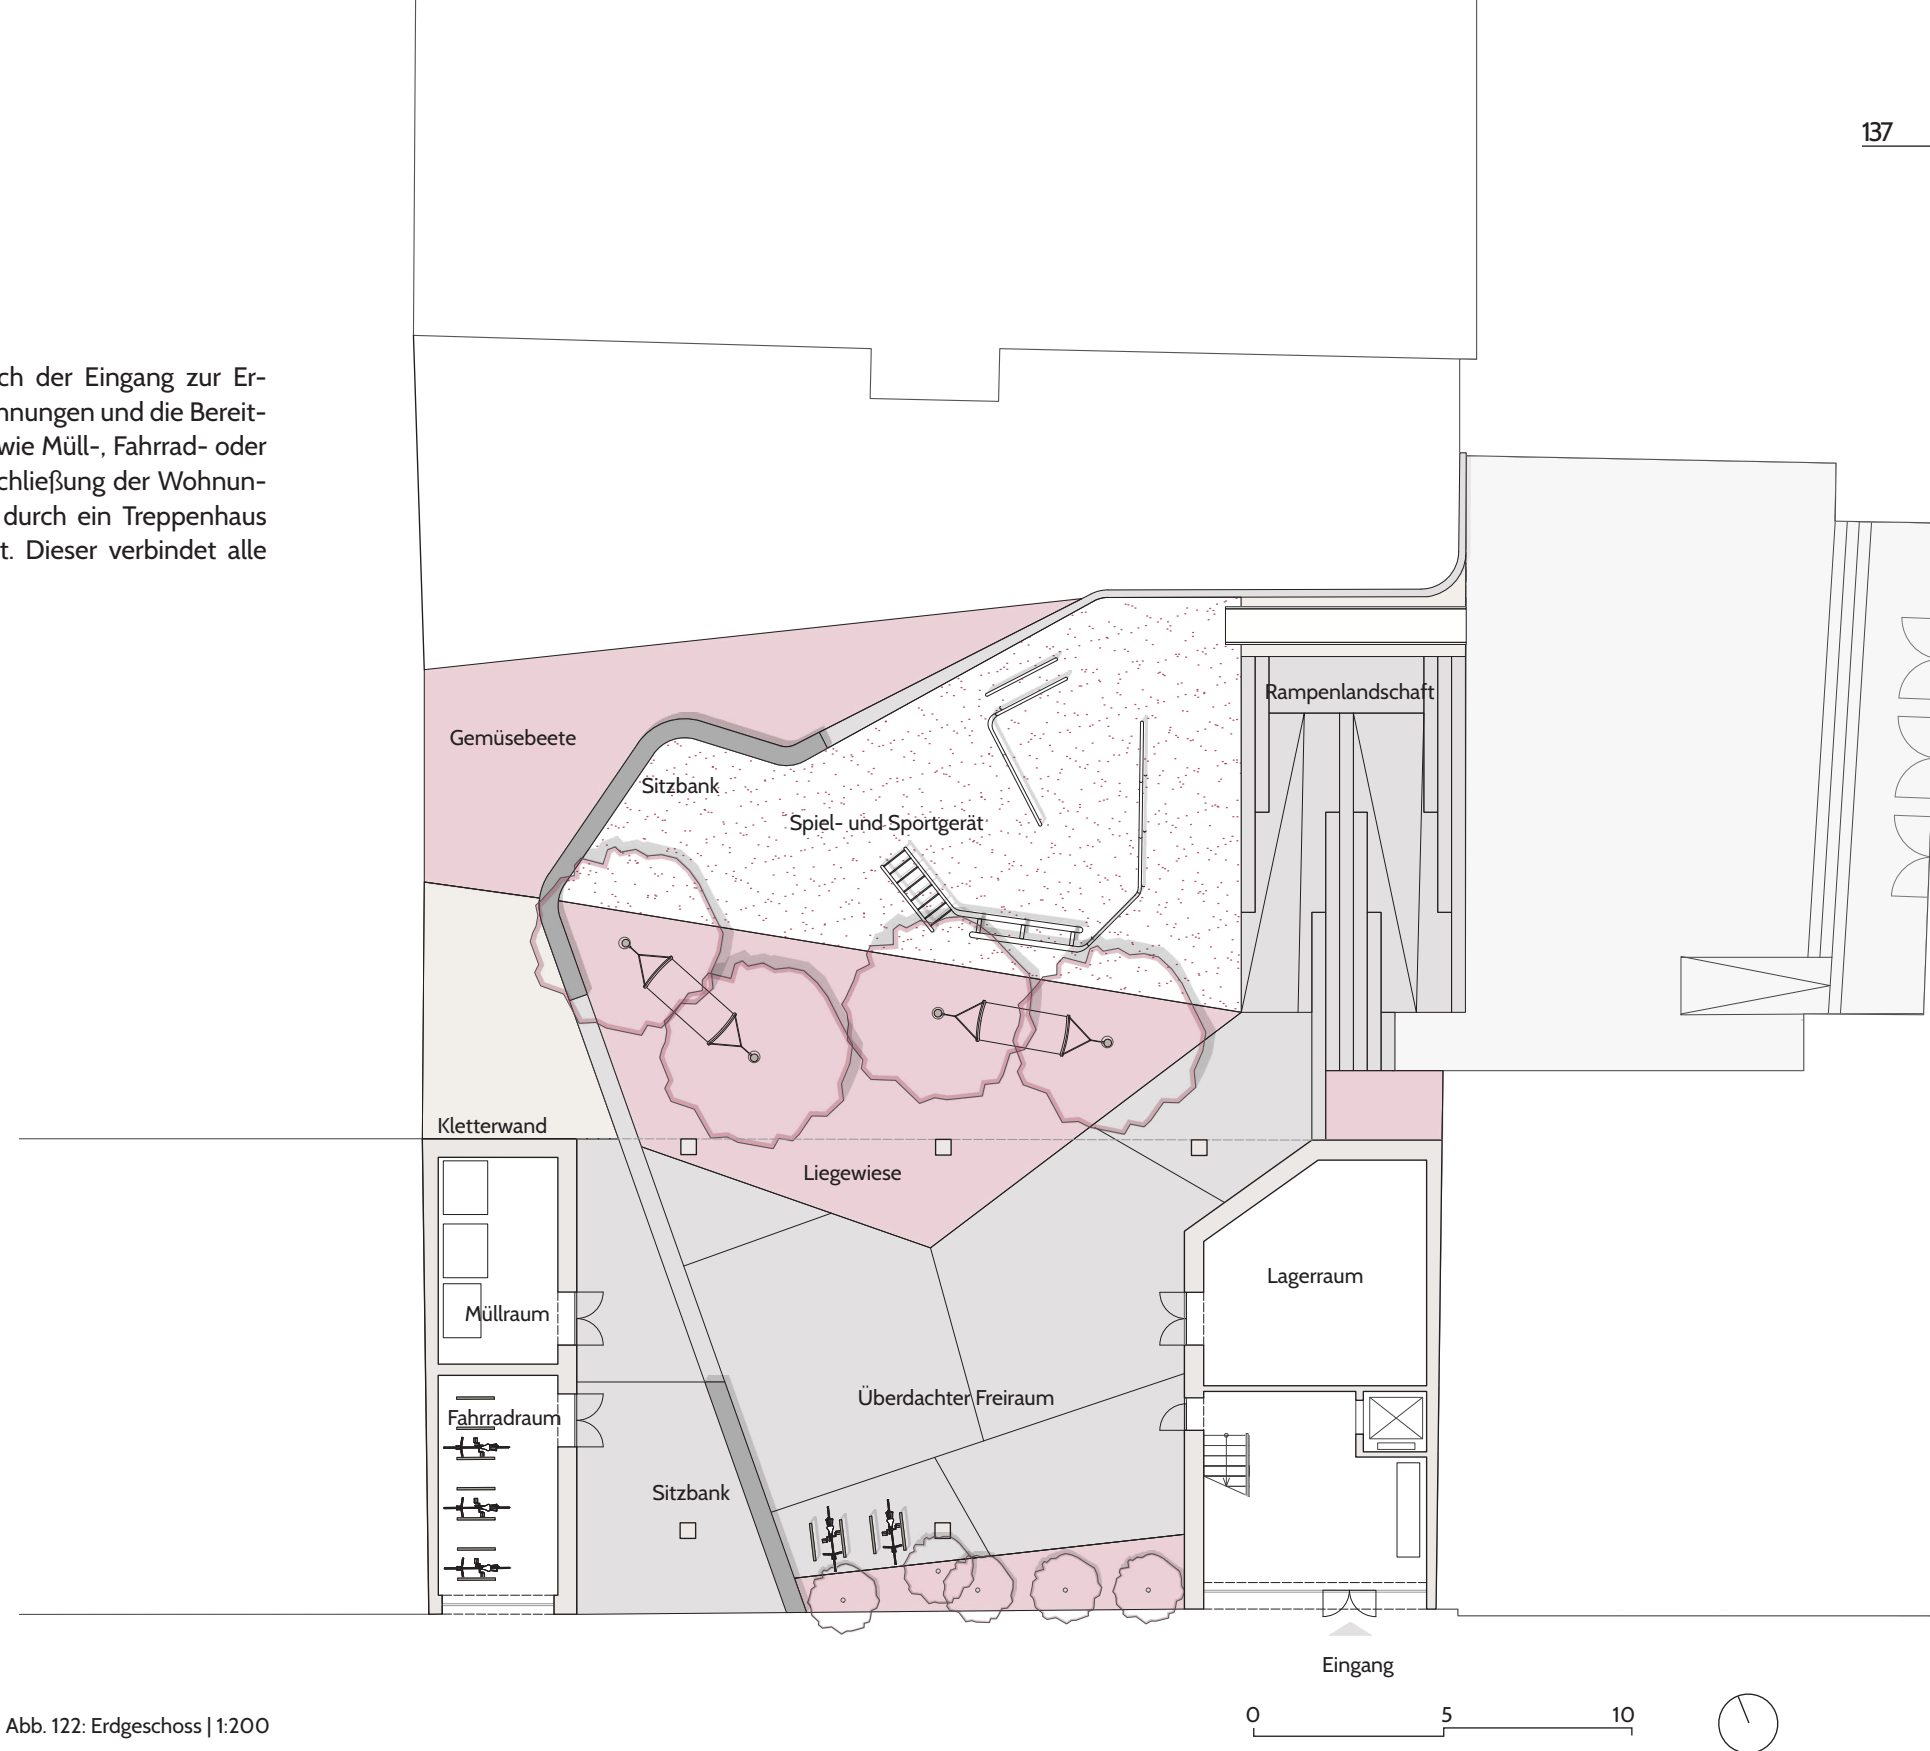 137
ch der Eingang zur Er-
hnungen und die Bereit-
wie Müll-, Fahrrad- oder
chließung der Wohnun-
durch ein Treppenhaus
t. Dieser verbindet alle
Rampenlandschaft
Gemüsebeete
Sitzbank
Spiel- und Sportgerät
Kletterwand
Liegewiese
Lagerraum
Müllraum
Überdachter Freiraum
Fahrradraum
Sitzbank
Eingang
Abb. 122: Erdgeschoss | 1:200
0 5 10